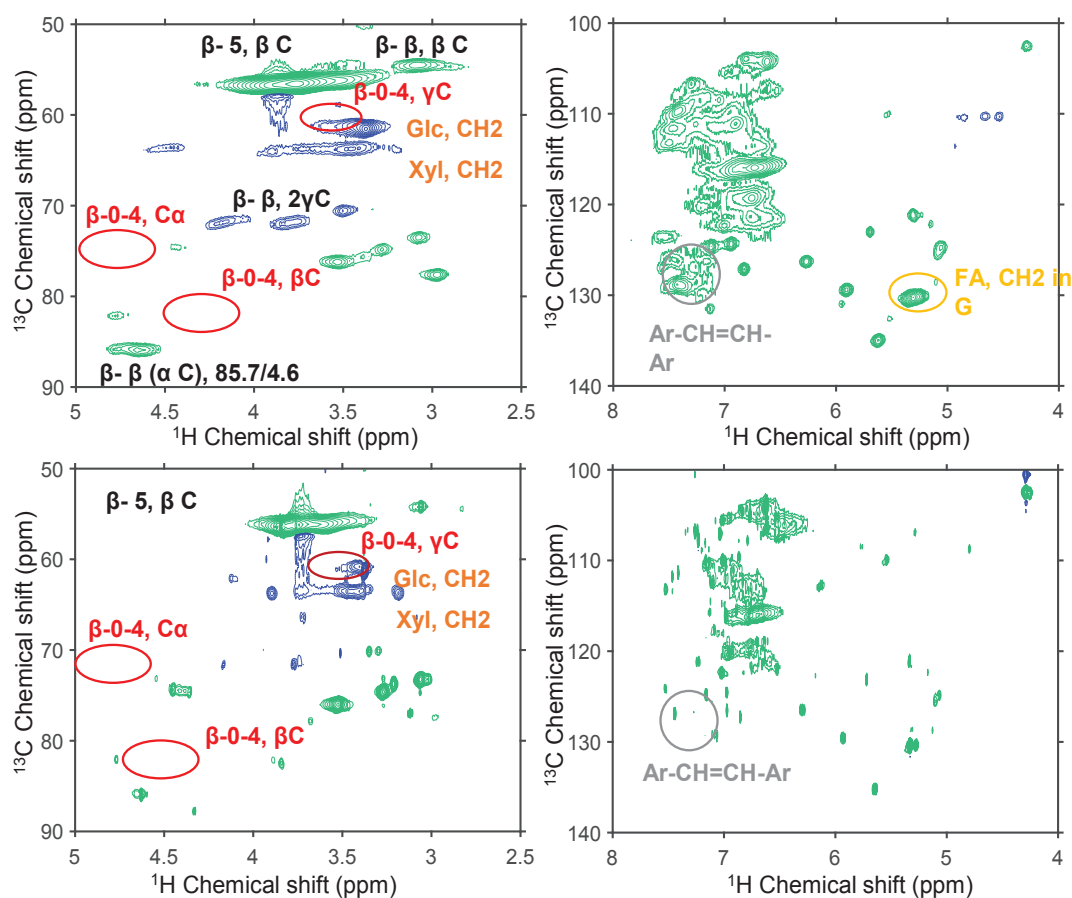 β- 5, β C
β- β, β C
β-0-4, γC
Glc, CH2
Xyl, CH2
β- β, 2γC
β-0-4, Cα
β-0-4, βC
β- β (α C), 85.7/4.6
50
60
70
80
90
5
4.5
4
3.5
3
2.5
13C Chemical shift (ppm)
1H Chemical shift (ppm)
100
110
120
130
140
8
7
6
5
4
13C Chemical shift (ppm)
1H Chemical shift (ppm)
FA, CH2 in
G
Ar-CH=CH-
Ar
β- 5, β C
β-0-4, γC
Glc, CH2
Xyl, CH2
β-0-4, Cα
β-0-4, βC
50
60
70
80
90
5
4.5
4
3.5
3
2.5
13C Chemical shift (ppm)
1H Chemical shift (ppm)
100
110
120
130
140
8
7
6
5
4
13C Chemical shift (ppm)
1H Chemical shift (ppm)
Ar-CH=CH-Ar